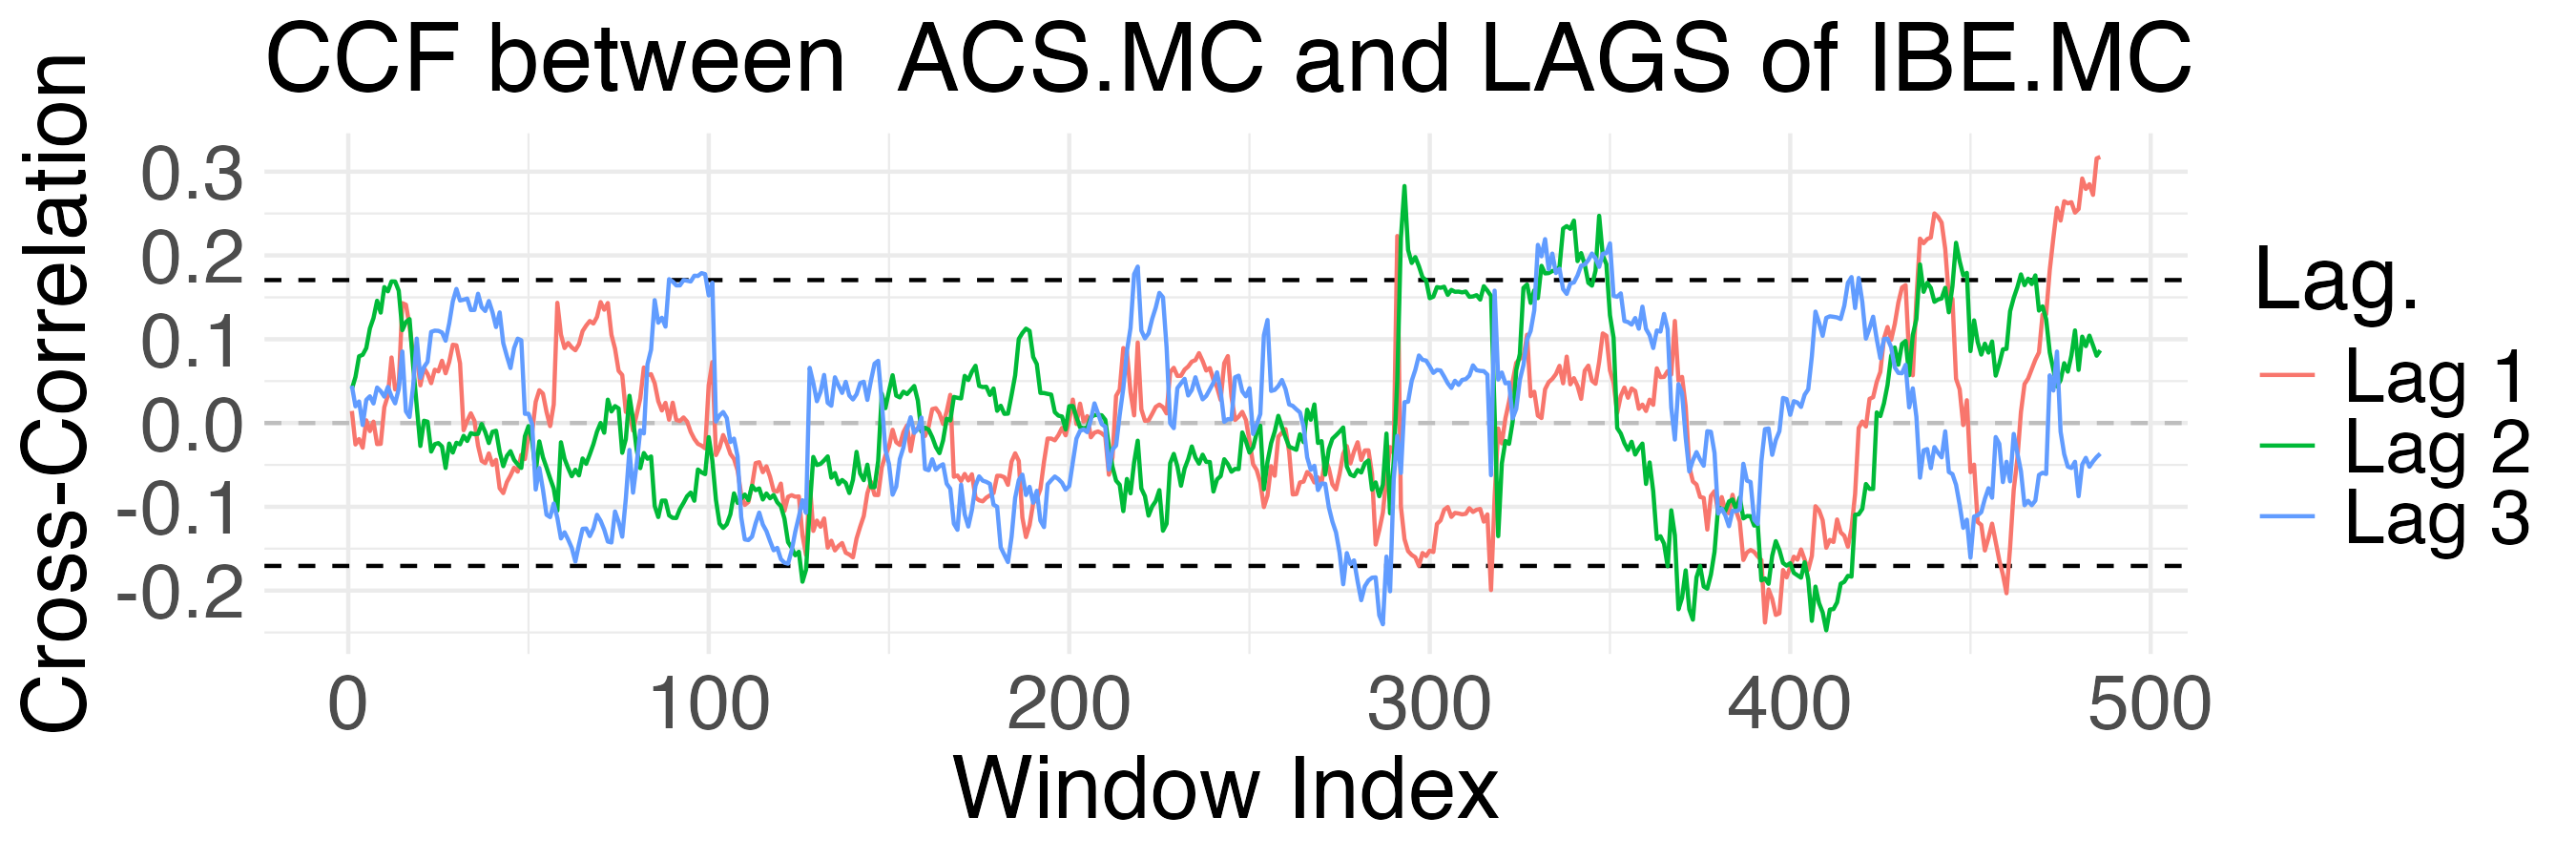 CCF between  ACS.MC and LAGS of IBE.MC
Cross-Correlation
0.3
0.2
0.1
0.0
-0.1
-0.2
0 100 200 300 400 500
Window Index
Lag.
Lag 1
Lag 2
Lag 3